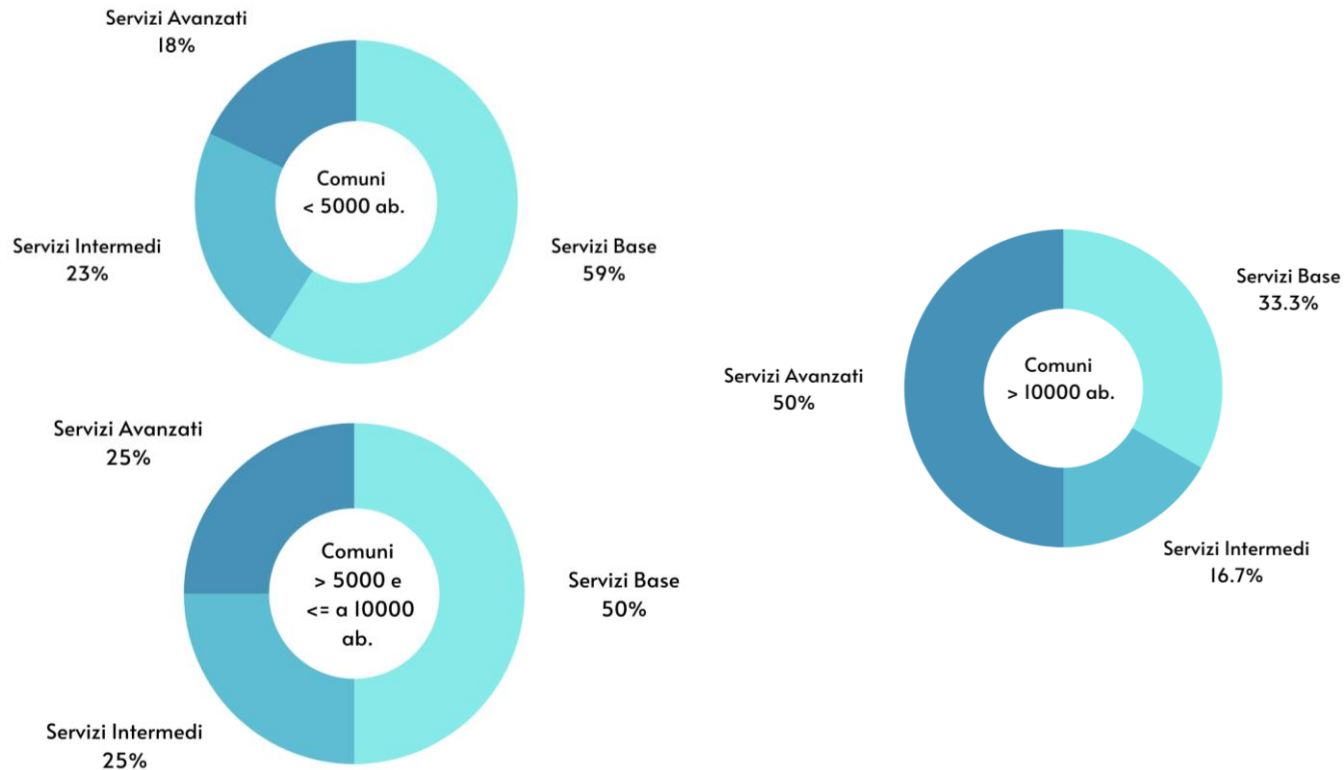 Servizi Avanzati
18%
Comuni
< 5000 ab.
Servizi Intermedi
23%
Servizi Base
59%
Servizi Avanzati
25%
Comuni
> 5000 e
<= a 10000
ab.
Servizi Base
50%
Servizi Intermedi
25%
Servizi Base
33.3%
Comuni
> 10000 ab.
Servizi Avanzati
50%
Servizi Intermedi
16.7%